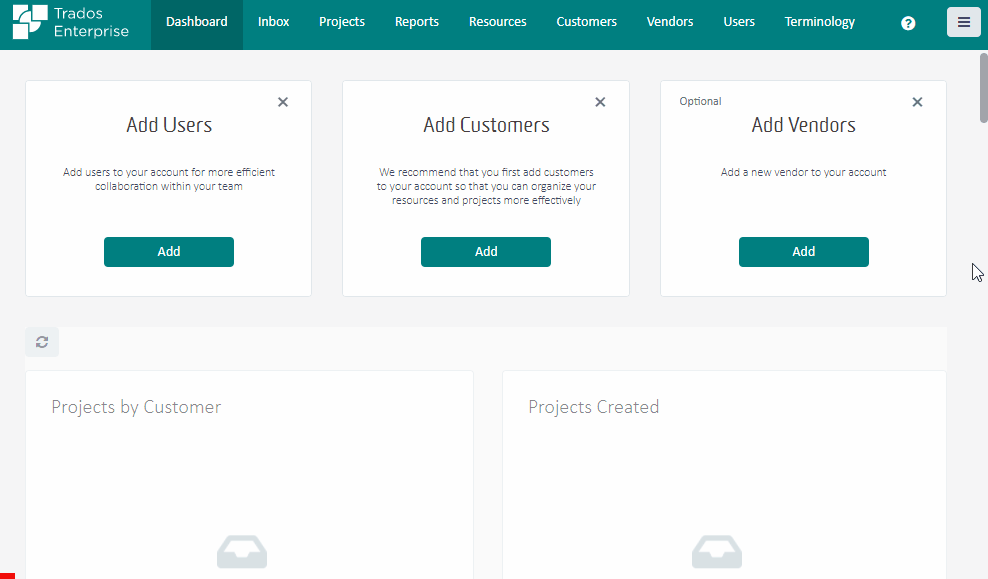 Trados
Enterprise
Dashboard
Inbox
Projects
Reports
Resources
Customers
Vendors
Users
Terminology
?
Add Users
Add users to your account for more efficient
collaboration within your team
Add
Add Customers
We recommend that you first add customers
to your account so that you can organize your
resources and projects more effectively
Add
Optional
Add Vendors
Add a new vendor to your account
Add
Projects by Customer
Projects Created